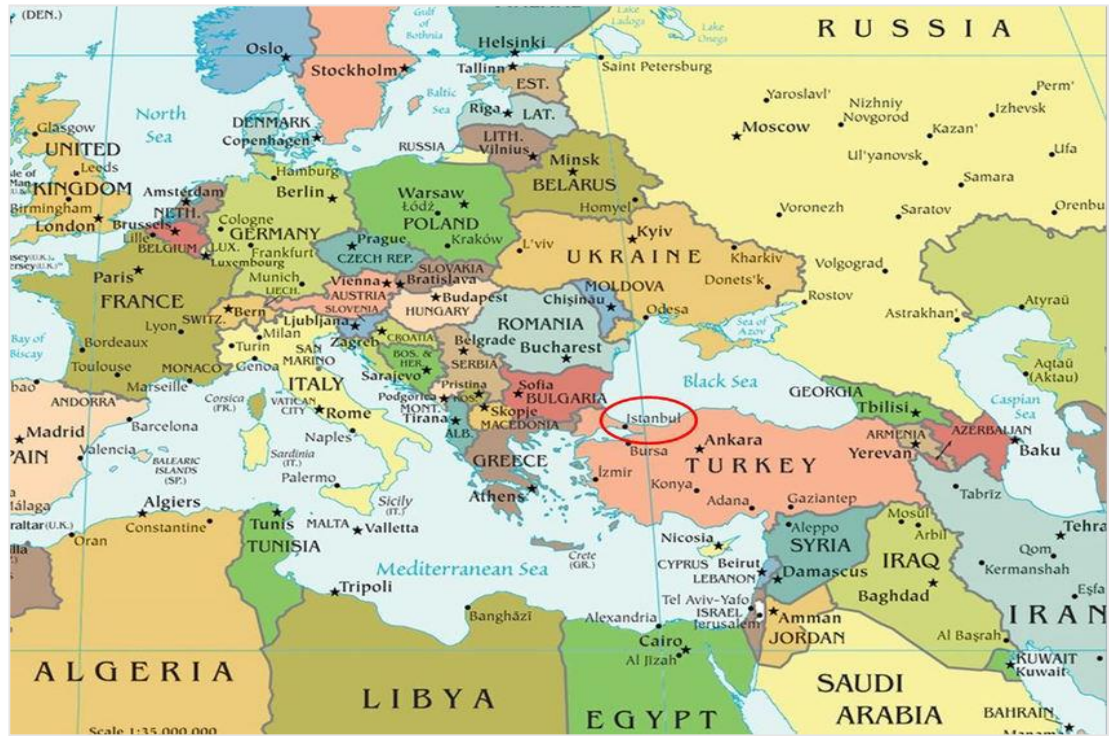 (DEN.)
Gulf
of
Bothnia
Lake
Ladoga
Lake
Onega
RUSSIA
Oslo
Stockholm
Helsinki
Tallinn
Saint Petersburg
EST.
Perm'
Yaroslavl'
Nizhniy
Novgorod
Izhevsk
North
Sea
Baltic
Sea
Riga
LAT.
Moscow
Kazan'
Glasgow
DENMARK
Copenhagen
LITH.
Vilnius
RUSSIA
Minsk
Ul'yanovsk
Ufa
UNITED
KINGDOM
Leeds
Hamburg
BELARUS
Samara
Birmingham
London
Amsterdam
NETH.
Berlin
Warsaw
Łódź
POLAND
Homyel
Voronezh
Saratov
Orenbu
Brussels
Lille
BELGIUM
Cologne
GERMANY
LUX.
Luxembourg
Frankfurt
Prague
CZECH REP.
Kraków
L'viv
Kyiv
UKRAINE
Kharkiv
Donets'k
Volgograd
Paris
FRANCE
Munich
LIECH.
Vienna
AUSTRIA
SLOVENIA
SLOVAKIA
Bratislava
MOLDOVA
Chişinău
Odesa
Rostov
Astrakhan'
Atyraū
SWITZ.
Bern
Budapest
HUNGARY
Lyon
Ljubljana
Zagreb
CROATIA
ROMANIA
Bucharest
Sea of
Azov
Bay of
Biscay
Bordeaux
Toulouse
Milan
Turin
Genoa
SAN
MARINO
BOS. &
HER.
Sarajevo
Belgrade
SERBIA
Black Sea
Aqtaū
(Aktau)
MONACO
Marseille
ITALY
Pristina
KOS.
Sofia
BULGARIA
GEORGIA
Tbilisi
Caspian
Sea
bao
ANDORRA
Corsica
(FR.)
VATICAN
CITY
Rome
Podgorica
MONT.
Tirana
ALB.
Skopje
MACEDONIA
Istanbul
Bursa
Ankara
ARMENIA
Yerevan
AZERBAIJAN
Baku
Madrid
PAIN
Barcelona
Valencia
BALEARIC
ISLANDS
(SP.)
Naples
Sardinia
(IT.)
Palermo
GREECE
Athens
İzmir
TURKEY
Konya
Adana
Gaziantep
Tabrīz
Málaga
Gibraltar (U.K.)
Algiers
Constantine
Oran
Tunis
TUNISIA
Sicily
(IT.)
MALTA
Valletta
Crete
(GR.)
Nicosia
CYPRUS
Aleppo
SYRIA
Mosul
Arbil
Tehra
Qom
Kermanshah
Mediterranean Sea
Beirut
LEBANON
Damascus
IRAQ
Baghdad
Eşfa
Tripoli
Banghāzī
Alexandria
Tel Aviv-Yafo
ISRAEL
Jerusalem
Amman
JORDAN
IRAN
Al Başrah
Cairo
Al Jīzah
KUWAIT
Kuwait
ALGERIA
LIBYA
EGYPT
SAUDI
ARABIA
BAHRAIN
Manama
Scale 1:35 000 000